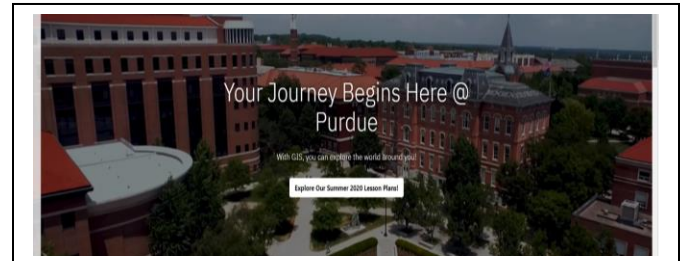 Your Journey Begins Here @
Purdue
With GIS, you can explore the world around you!
Explore Our Summer 2020 Lesson Plans!